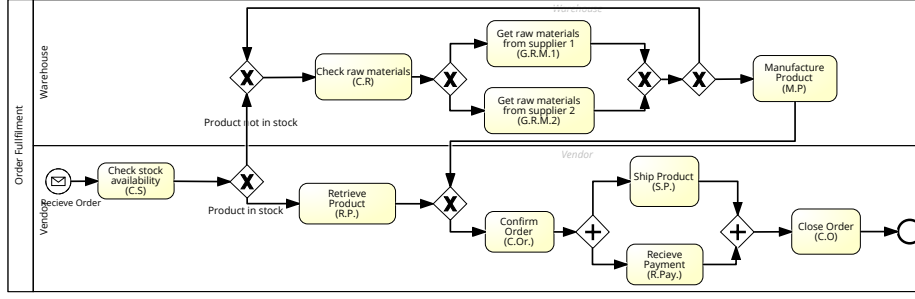 Order Fullfilment
Warehouse
Warehouse
Check raw materials
(C.R)
Get raw materials
from supplier 1
(G.R.M.1)
Get raw materials
from supplier 2
(G.R.M.2)
Manufacture
Product
(M.P)
Product not in stock
Vendor
Vendor
Recieve Order
Check stock
availability
(C.S)
Product in stock
Retrieve
Product
(R.P.)
Confirm
Order
(C.Or.)
Ship Product
(S.P.)
Recieve
Payment
(R.Pay.)
Close Order
(C.O)